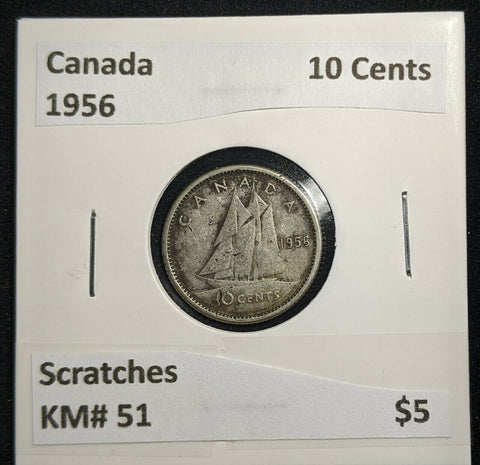 Canada 10 Cents
1956
CANADA
1956
10 CENTS
Scratches
KM# 51 $5